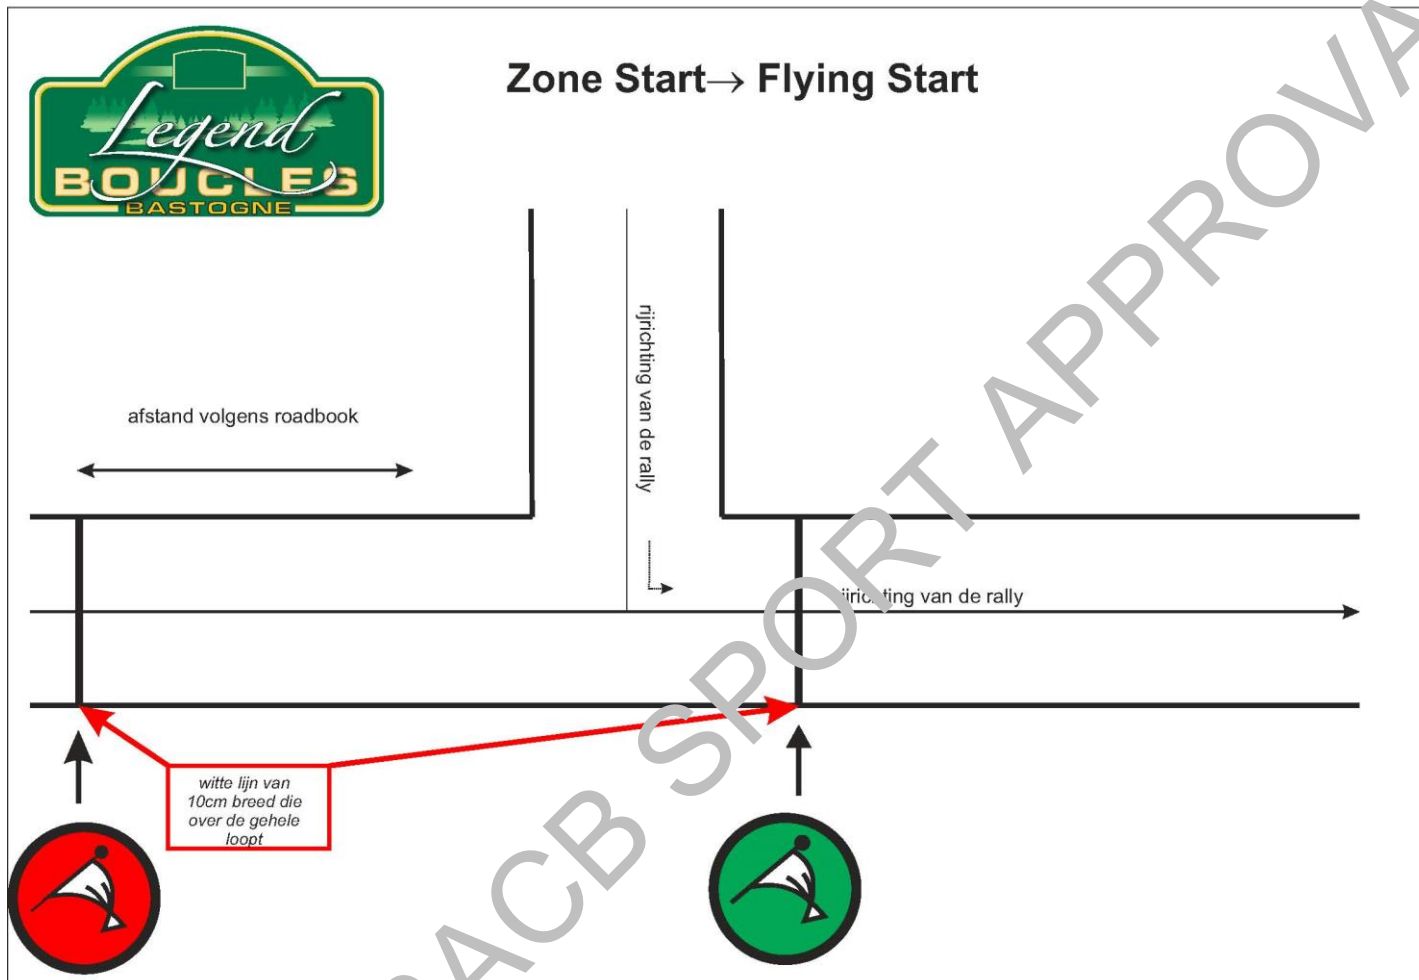 Legend
BOUCLES
BASTOGNE
Zone Start→ Flying Start
rijrichting van de rally
afstand volgens roadbook
van de rally
witte lijn van
10cm breed die
over de gehele
loopt
RACB SPORT APPROVA